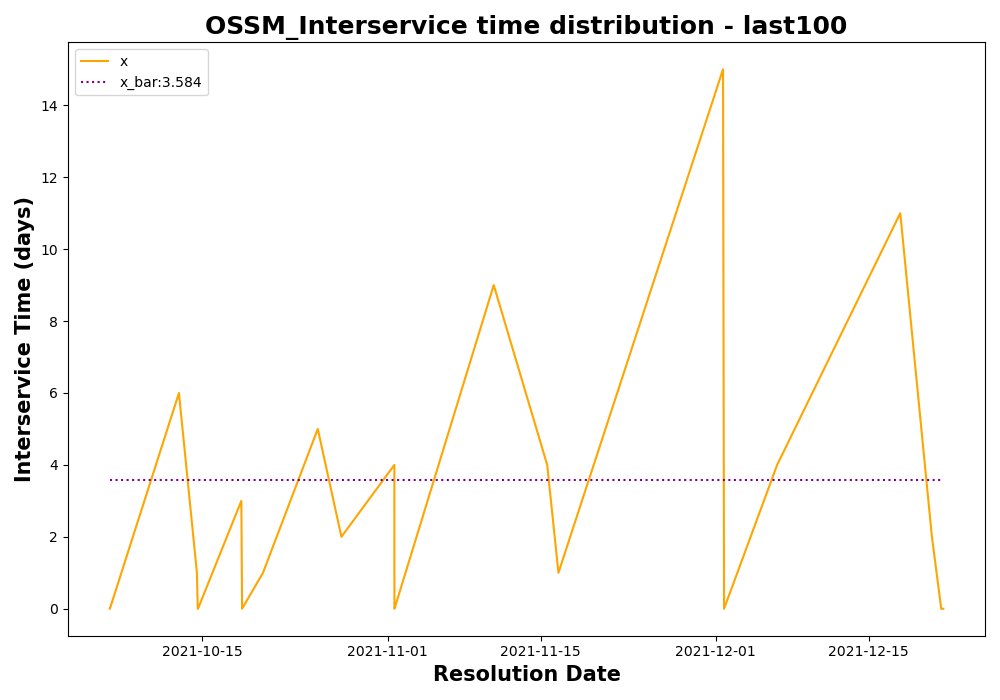 OSSM_Interservice time distribution - last100
x
x_bar:3.584
Interservice Time (days)
14
12
10
8
6
4
2
0
2021-10-15
2021-11-01
2021-11-15
2021-12-01
2021-12-15
Resolution Date